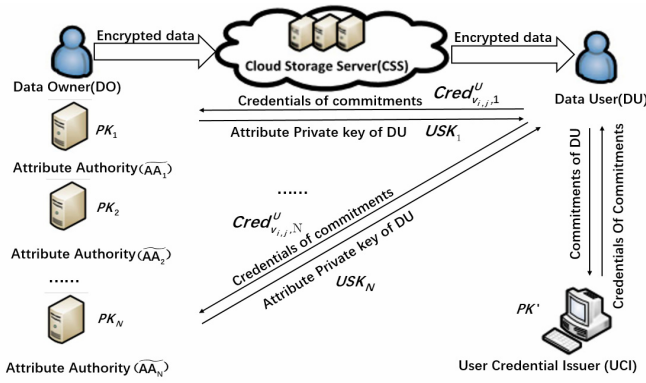 Encrypted data
Encrypted data
Cloud Storage Server(CSS)
Data Owner(DO)
Data User(DU)
Credentials of commitments Cred^U_{v_{i,j},1}
PK_1
Attribute Private key of DU USK_1
Attribute Authority(AA_1)
PK_2
......
Cred^U_{v_{i,j},N}
Credentials of commitments
Attribute Private key of DU
USK_N
Commitments of DU
Credentials Of Commitments
Attribute Authority(AA_2)
......
PK_N
PK'
Attribute Authority(AA_N)
User Credential Issuer (UCI)